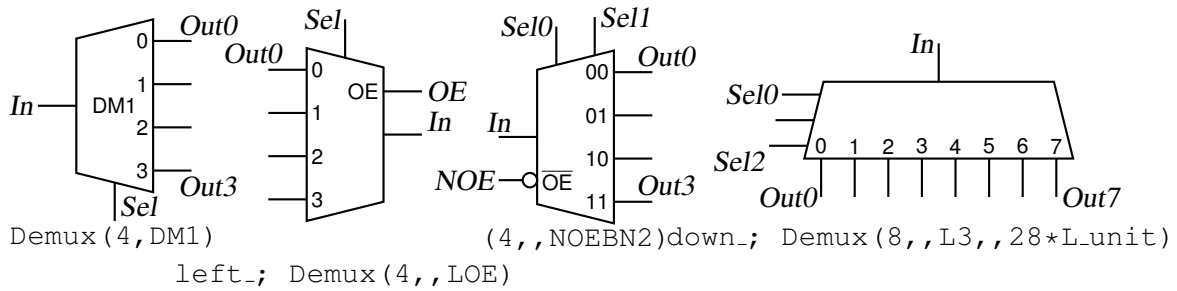 In
DM1
0
1
2
3
Out0
Out3
Sel
Demux(4,DM1)
Sel
Out0
0
1
2
3
OE
OE
In
left_; Demux(4,,LOE)
Sel0
Sel1
In
NOE
OE
00
01
10
11
Out0
Out3
(4,,NOEBN2)down_; Demux(8,,L3,,28*L_unit)
In
Sel0
Sel2
0 1 2 3 4 5 6 7
Out0
Out7